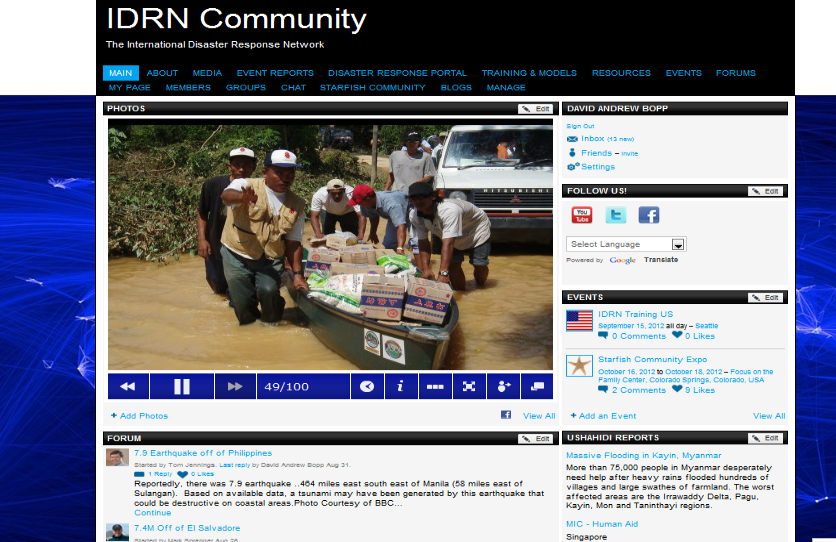 IDRN Community
The International Disaster Response Network
MAIN ABOUT MEDIA EVENT REPORTS DISASTER RESPONSE PORTAL TRAINING & MODELS RESOURCES EVENTS FORUMS
MY PAGE MEMBERS GROUPS CHAT STARFISH COMMUNITY BLOGS MANAGE
PHOTOS Edit
MITSUBISHI
49/100
Add Photos View All
FORUM Edit
7.9 Earthquake off of Philippines
Started by Tom Jennings. Last reply by David Andrew Bopp Aug 31.
1 Reply 0 Likes
Reportedly, there was 7.9 earthquake ..464 miles east south east of Manila (58 miles east of
Sulangan). Based on available data, a tsunami may have been generated by this earthquake that
could be destructive on coastal areas.Photo Courtesy of BBC...
Continue
7.4M Off of El Salvadore
DAVID ANDREW BOPP
Sign Out
Inbox (13 new)
Friends – Invite
Settings
FOLLOW US! Edit
You
Tube
Select Language
Powered by Google Translate
EVENTS Edit
IDRN Training US
September 15, 2012 all day – Seattle
0 Comments 0 Likes
Starfish Community Expo
October 16, 2012 to October 18, 2012 – Focus on the
Family Center, Colorado Springs, Colorado, USA
2 Comments 9 Likes
Add an Event View All
USHAHIDI REPORTS Edit
Massive Flooding in Kayin, Myanmar
More than 75,000 people in Myanmar desperately
need help after heavy rains flooded hundreds of
villages and large swathes of farmland. The worst
affected areas are the Irrawaddy Delta, Pagu,
Kayin, Mon and Taninthayi regions.
MIC - Human Aid
Singapore